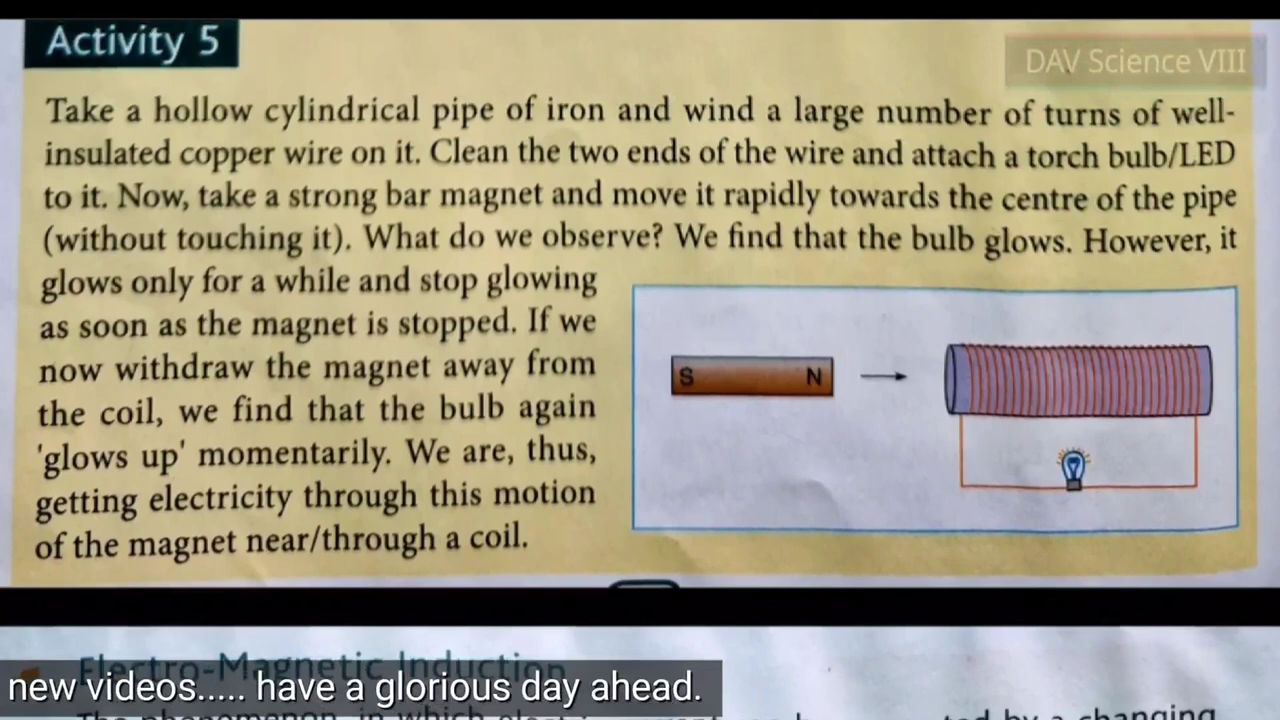 Activity 5
DAV Science VIII
Take a hollow cylindrical pipe of iron and wind a large number of turns of well-
insulated copper wire on it. Clean the two ends of the wire and attach a torch bulb/LED
to it. Now, take a strong bar magnet and move it rapidly towards the centre of the pipe
(without touching it). What do we observe? We find that the bulb glows. However, it
glows only for a while and stop glowing
as soon as the magnet is stopped. If we
now withdraw the magnet away from
the coil, we find that the bulb again
'glows up' momentarily. We are, thus,
getting electricity through this motion
of the magnet near/through a coil.
S N
Electro-Magnetic Induction
new videos..... have a glorious day ahead.
The phenomenon, in which
by a changing